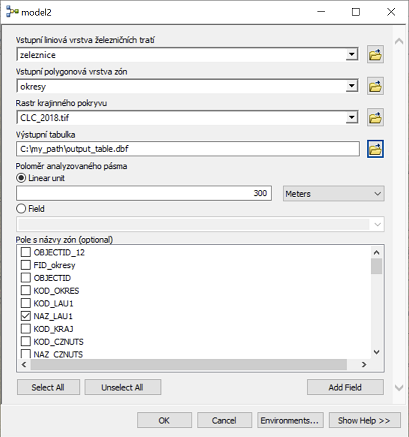 model2
Vstupní liniová vrstva železničních tratí
zeleznice
Vstupní polygonová vrstva zón
okresy
Rastr krajinného pokryvu
CLC_2018.tif
Výstupní tabulka
C:\my_path\output_table.dbf
Poloměr analyzovaného pásma
Linear unit
300 Meters
Field
Pole s názvy zón (optional)
OBJECTID_12
FID_okresy
OBJECTID
KOD_OKRES
KOD_LAU1
NAZ_LAU1
KOD_KRAJ
KOD_CZNUTS
NAZ_CZNUTS
Select All Unselect All Add Field
OK Cancel Environments... Show Help >>